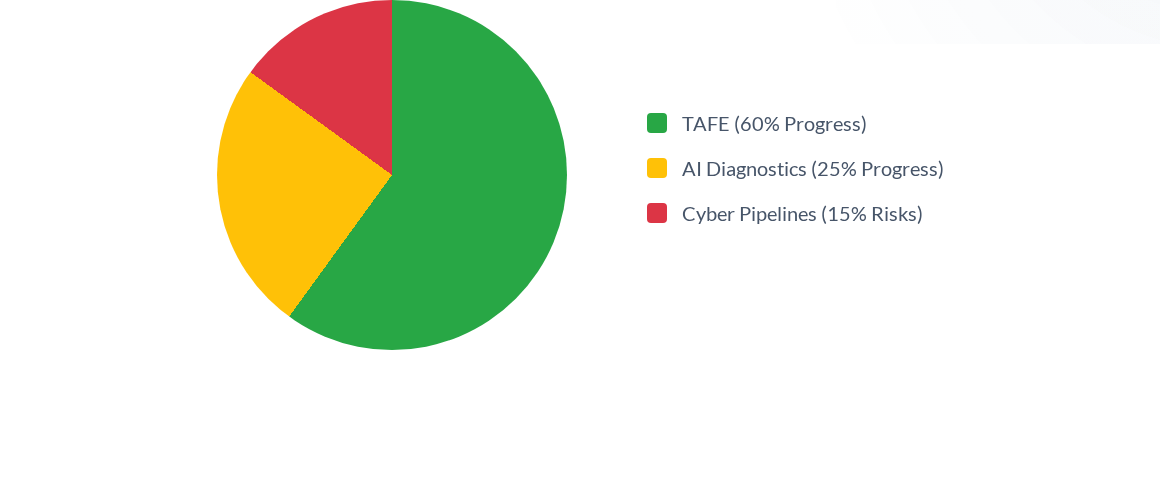 TAFE (60% Progress)
AI Diagnostics (25% Progress)
Cyber Pipelines (15% Risks)